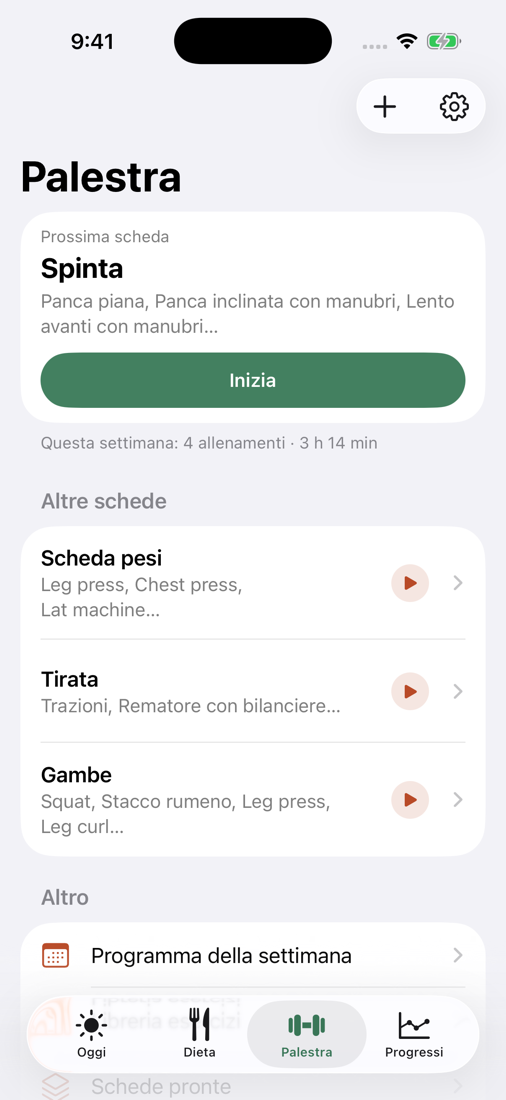 9:41
Palestra
Prossima scheda
Spinta
Panca piana, Panca inclinata con manubri, Lento
avanti con manubri...
Inizia
Questa settimana: 4 allenamenti · 3 h 14 min
Altre schede
Scheda pesi
Leg press, Chest press,
Lat machine...
Tirata
Trazioni, Rematore con bilanciere...
Gambe
Squat, Stacco rumeno, Leg press,
Leg curl...
Altro
Programma della settimana
Oggi
Dieta
Palestra
Progressi
Schede pronte